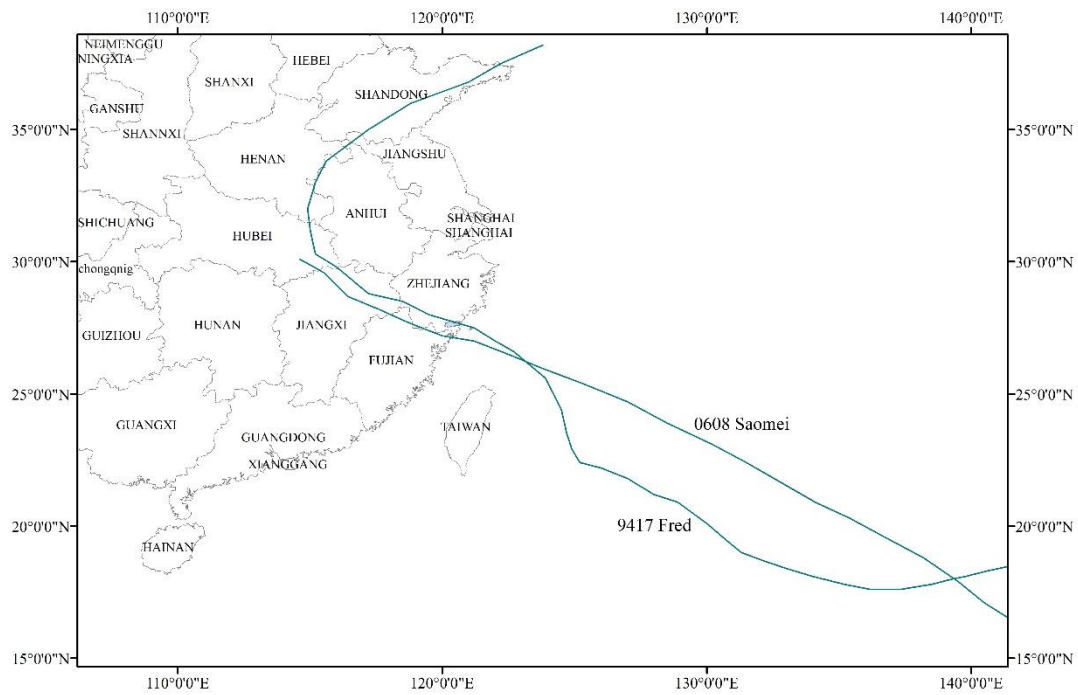 110°0'0"E 120°0'0"E 130°0'0"E 140°0'0"E
NEIMENGGU
NINGXIA
HEBEI
SHANXI
SHANDONG
GANSHU
35°0'0"N 35°0'0"N
SHANNXI
HENAN
JIANGSHU
ANHUI
SHICHUANG
SHANGHAI
SHANGHAI
HUBEI
30°0'0"N 30°0'0"N
chongqnig
ZHEJIANG
HUNAN
JIANGXI
GUIZHOU
FUJIAN
25°0'0"N 25°0'0"N
GUANGXI
TAIWAN
0608 Saomei
GUANGDONG
XIANGGANG
20°0'0"N 20°0'0"N
9417 Fred
HAINAN
15°0'0"N 15°0'0"N
110°0'0"E 120°0'0"E 130°0'0"E 140°0'0"E